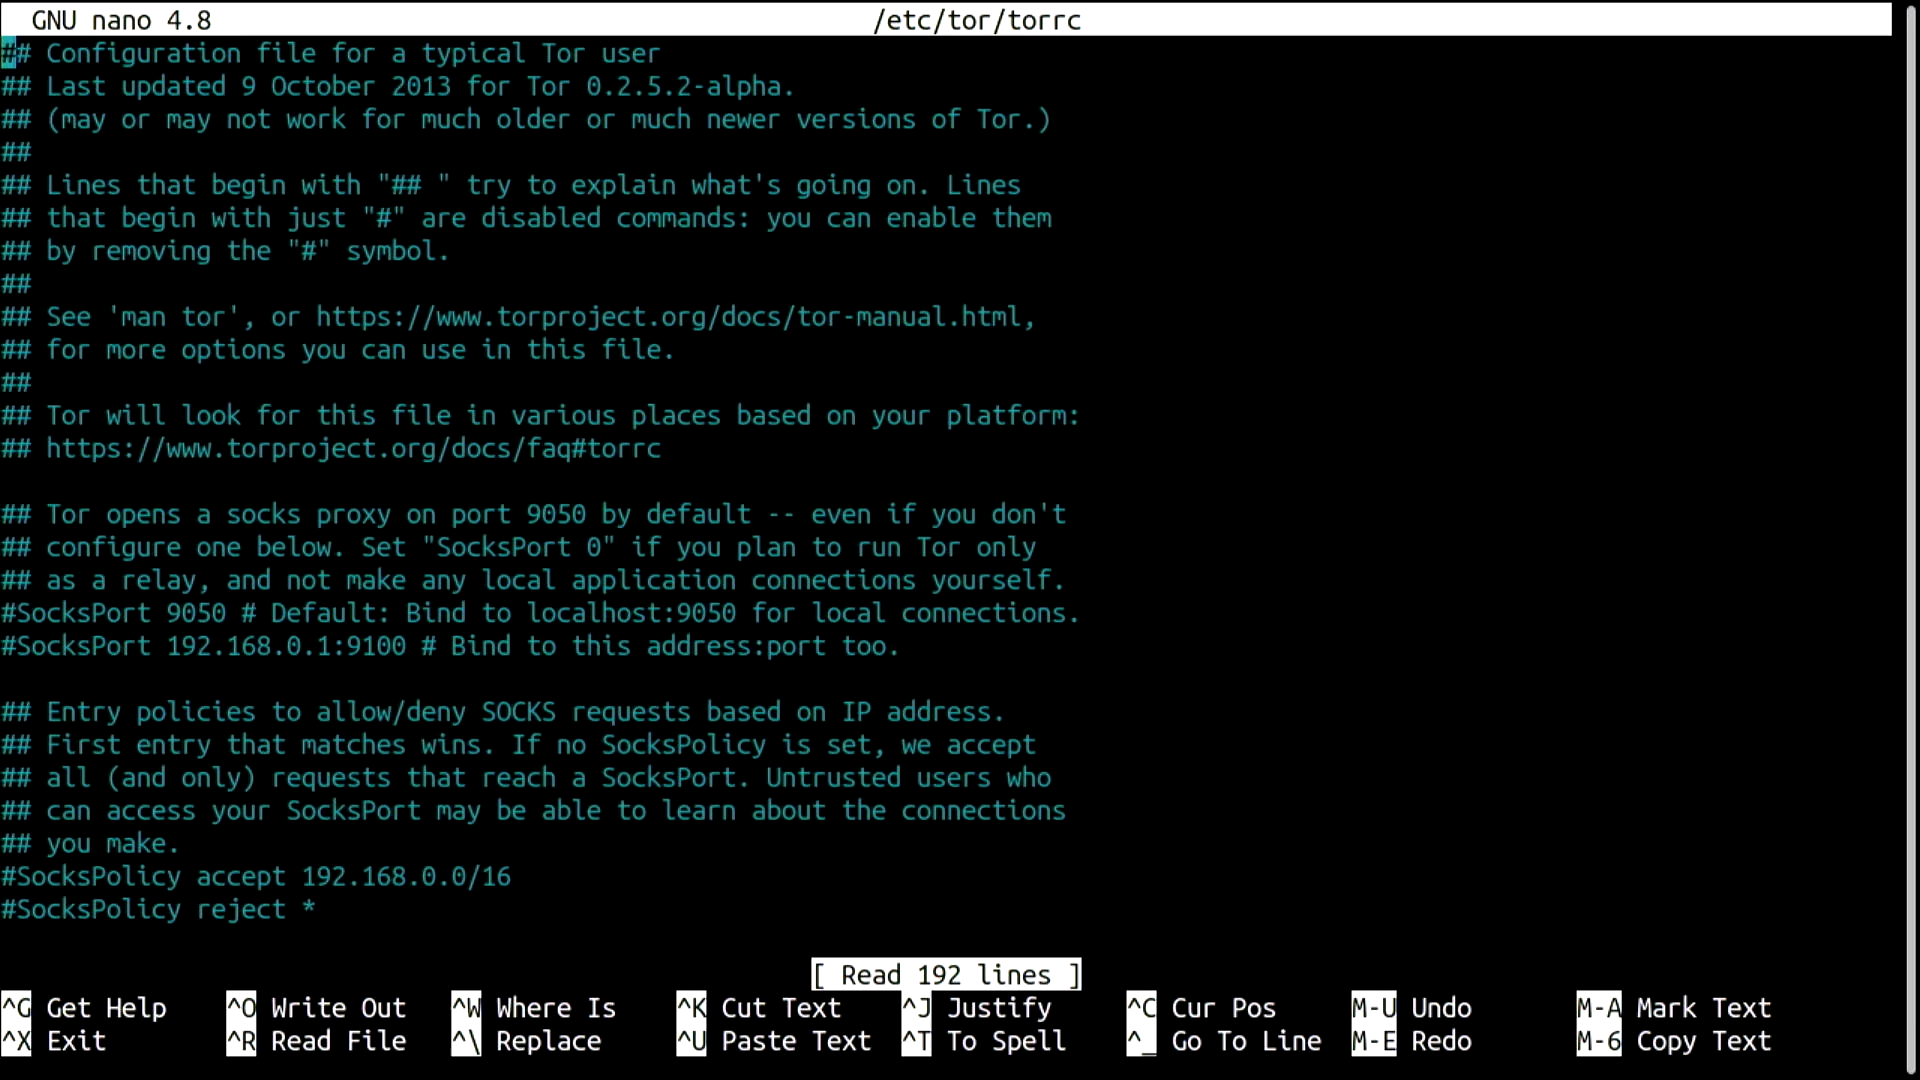 GNU nano 4.8 /etc/tor/torrc
## Configuration file for a typical Tor user
## Last updated 9 October 2013 for Tor 0.2.5.2-alpha.
## (may or may not work for much older or much newer versions of Tor.)
##
## Lines that begin with "## " try to explain what's going on. Lines
## that begin with just "#" are disabled commands: you can enable them
## by removing the "#" symbol.
##
## See 'man tor', or https://www.torproject.org/docs/tor-manual.html,
## for more options you can use in this file.
##
## Tor will look for this file in various places based on your platform:
## https://www.torproject.org/docs/faq#torrc
## Tor opens a socks proxy on port 9050 by default -- even if you don't
## configure one below. Set "SocksPort 0" if you plan to run Tor only
## as a relay, and not make any local application connections yourself.
#SocksPort 9050 # Default: Bind to localhost:9050 for local connections.
#SocksPort 192.168.0.1:9100 # Bind to this address:port too.
## Entry policies to allow/deny SOCKS requests based on IP address.
## First entry that matches wins. If no SocksPolicy is set, we accept
## all (and only) requests that reach a SocksPort. Untrusted users who
## can access your SocksPort may be able to learn about the connections
## you make.
#SocksPolicy accept 192.168.0.0/16
#SocksPolicy reject *
[ Read 192 lines ]
^G Get Help ^O Write Out ^W Where Is ^K Cut Text ^J Justify ^C Cur Pos M-U Undo M-A Mark Text
^X Exit ^R Read File ^\ Replace ^U Paste Text ^T To Spell ^_ Go To Line M-E Redo M-6 Copy Text